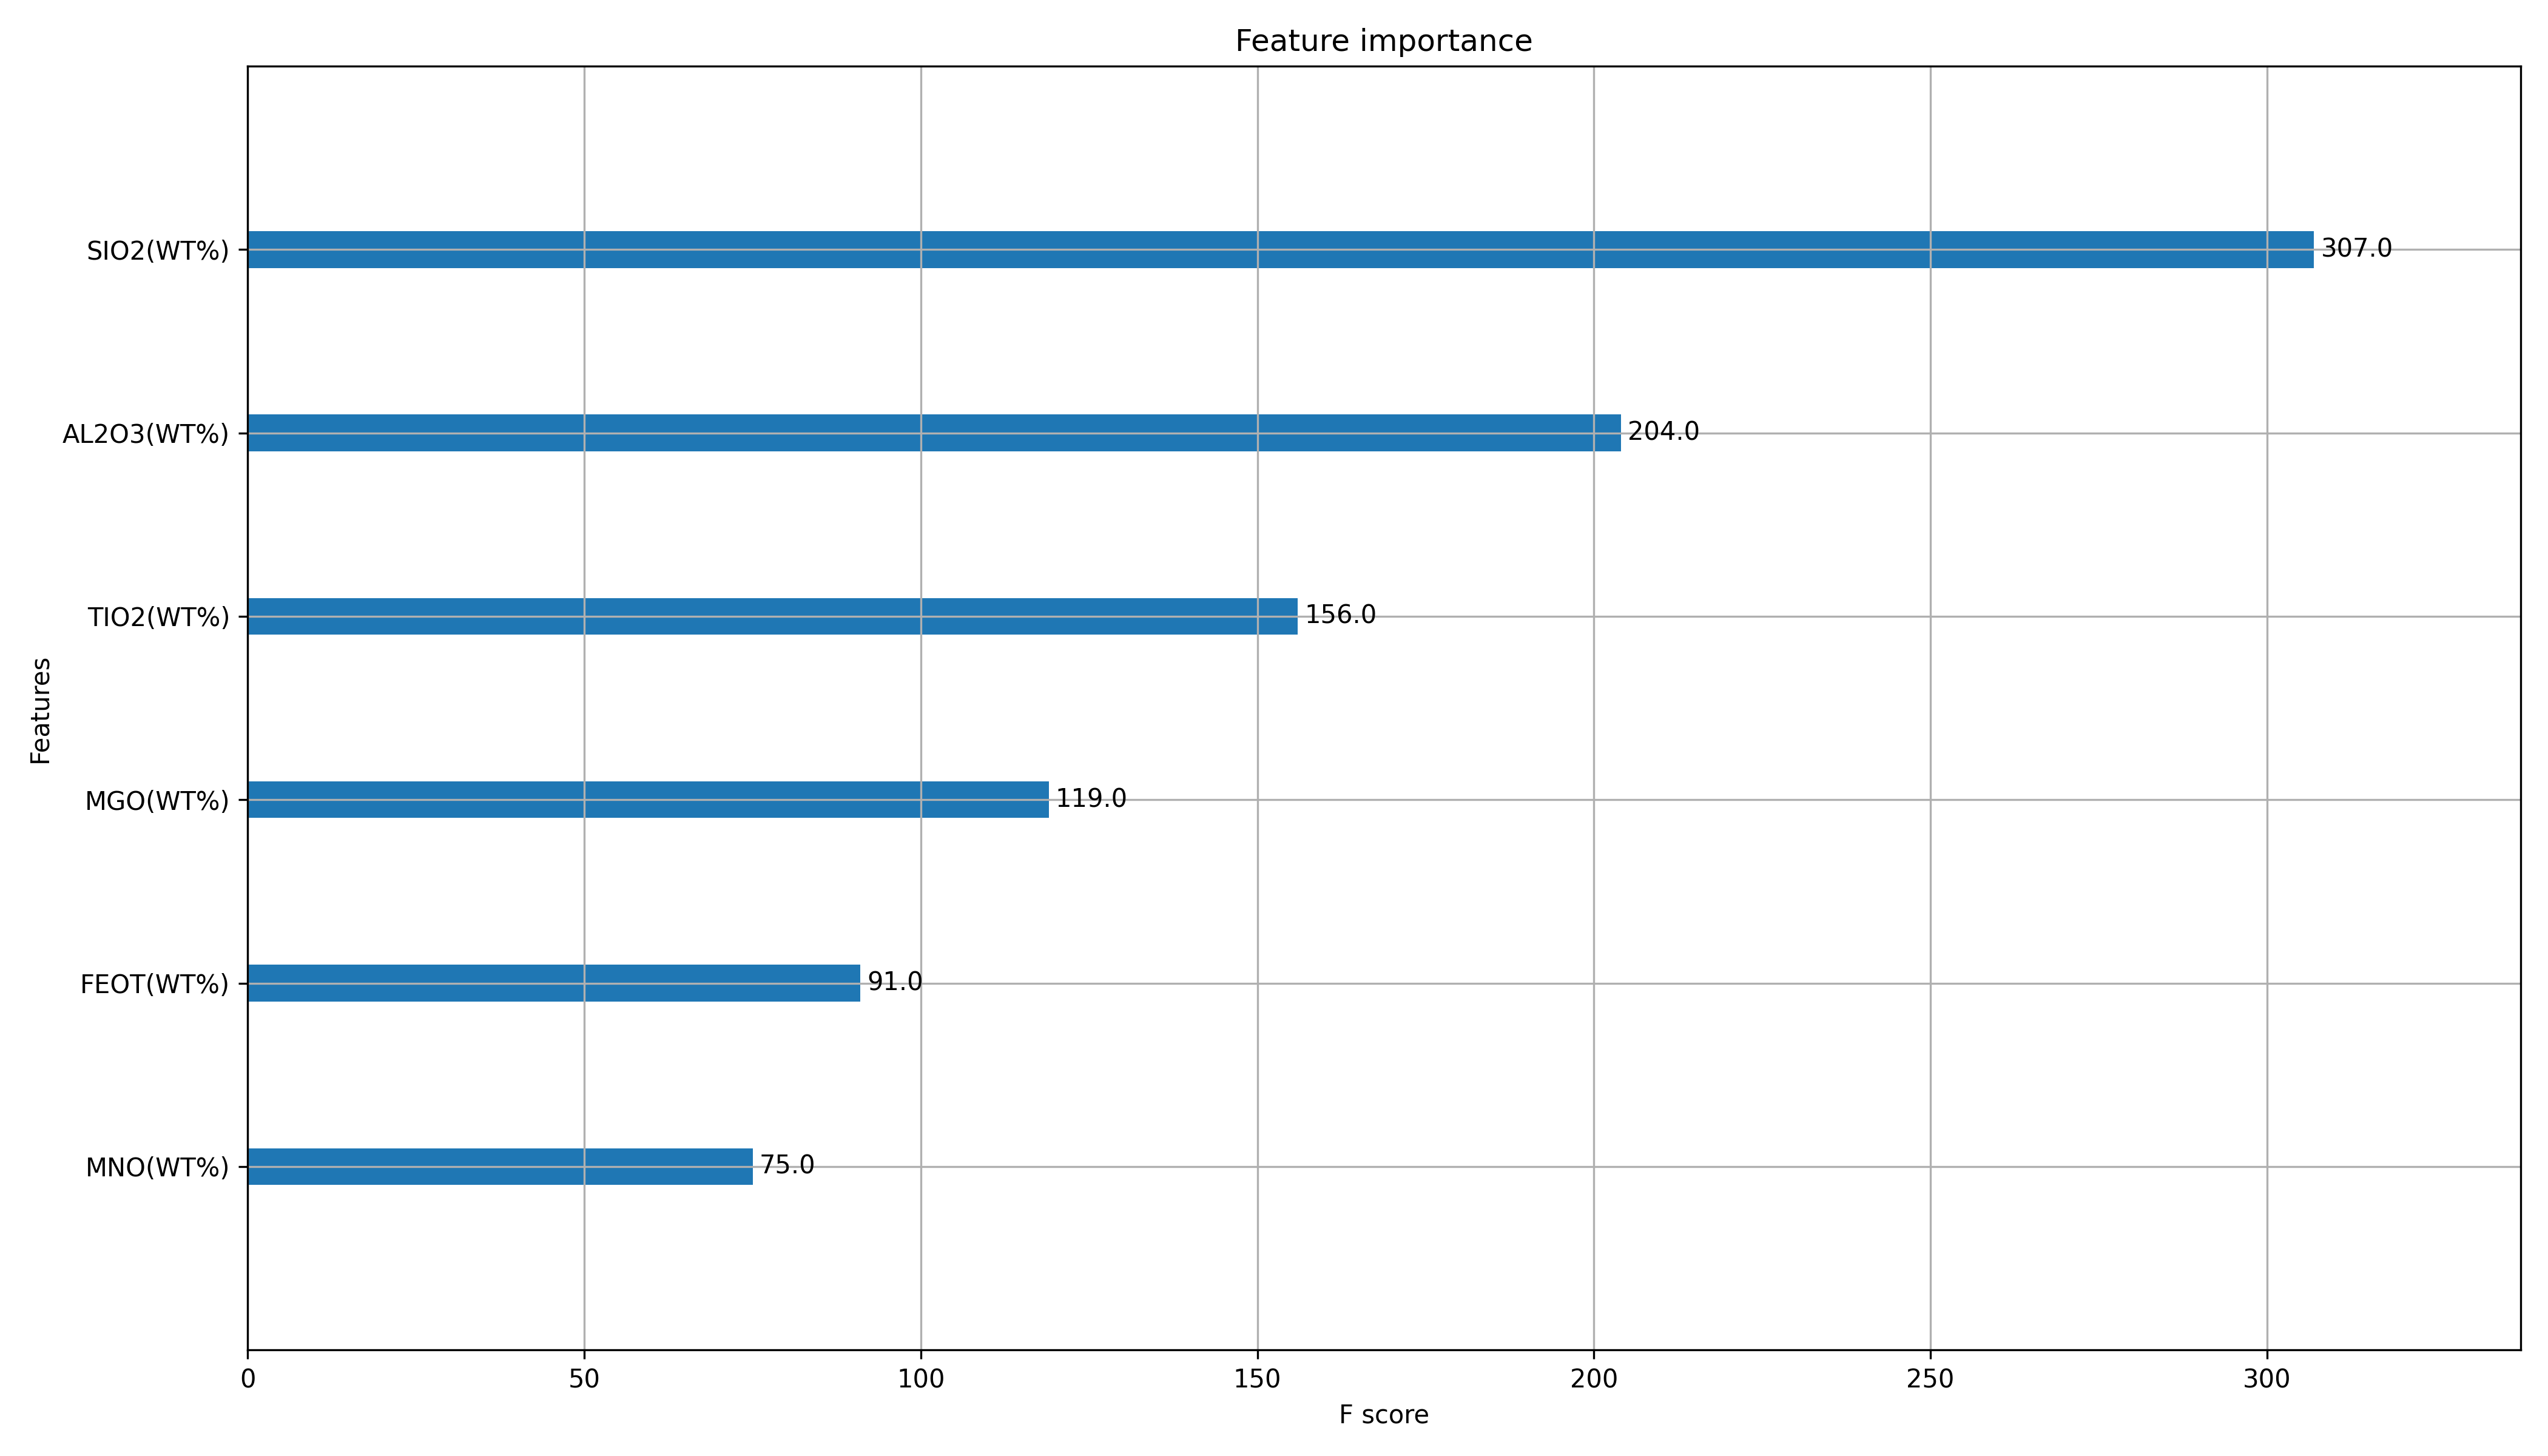 Feature importance
SIO2(WT%)
307.0
AL2O3(WT%)
204.0
TIO2(WT%)
156.0
MGO(WT%)
119.0
FEOT(WT%)
91.0
MNO(WT%)
75.0
Features
0 50 100 150 200 250 300
F score